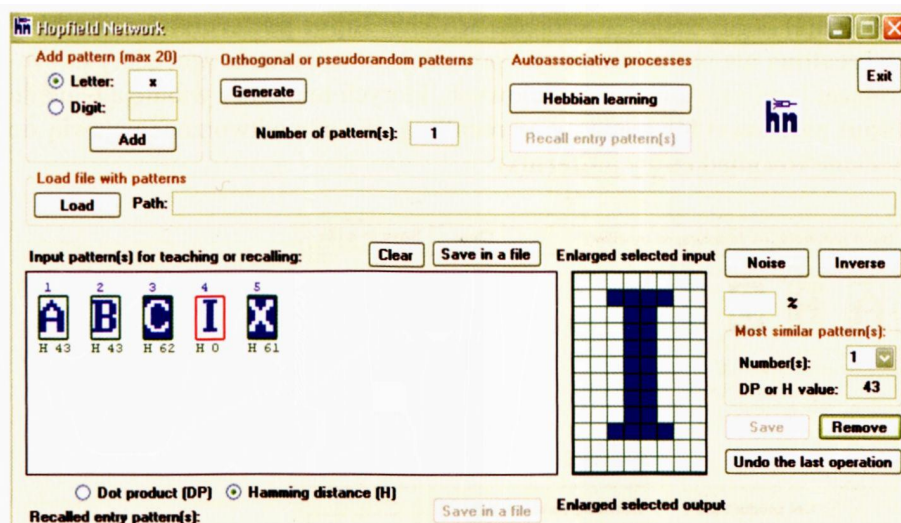 hn Hopfield Network
Add pattern (max 20)
Orthogonal or pseudorandom patterns
Autoassociative processes
Exit
Letter: x
Generate
Hebbian learning
Digit:
hn
Add
Number of pattern(s): 1
Recall entry pattern(s)
Load file with patterns
Load Path:
Input pattern(s) for teaching or recalling:
Clear
Save in a file
Enlarged selected input
Noise
Inverse
1 2 3 4 5
A B C I X
H 43 H 43 H 62 H 0 H 61
%
Most similar pattern(s):
Number(s): 1
DP or H value: 43
Save
Remove
Undo the last operation
Dot product (DP) Hamming distance (H)
Recalled entry pattern(s):
Save in a file
Enlarged selected output